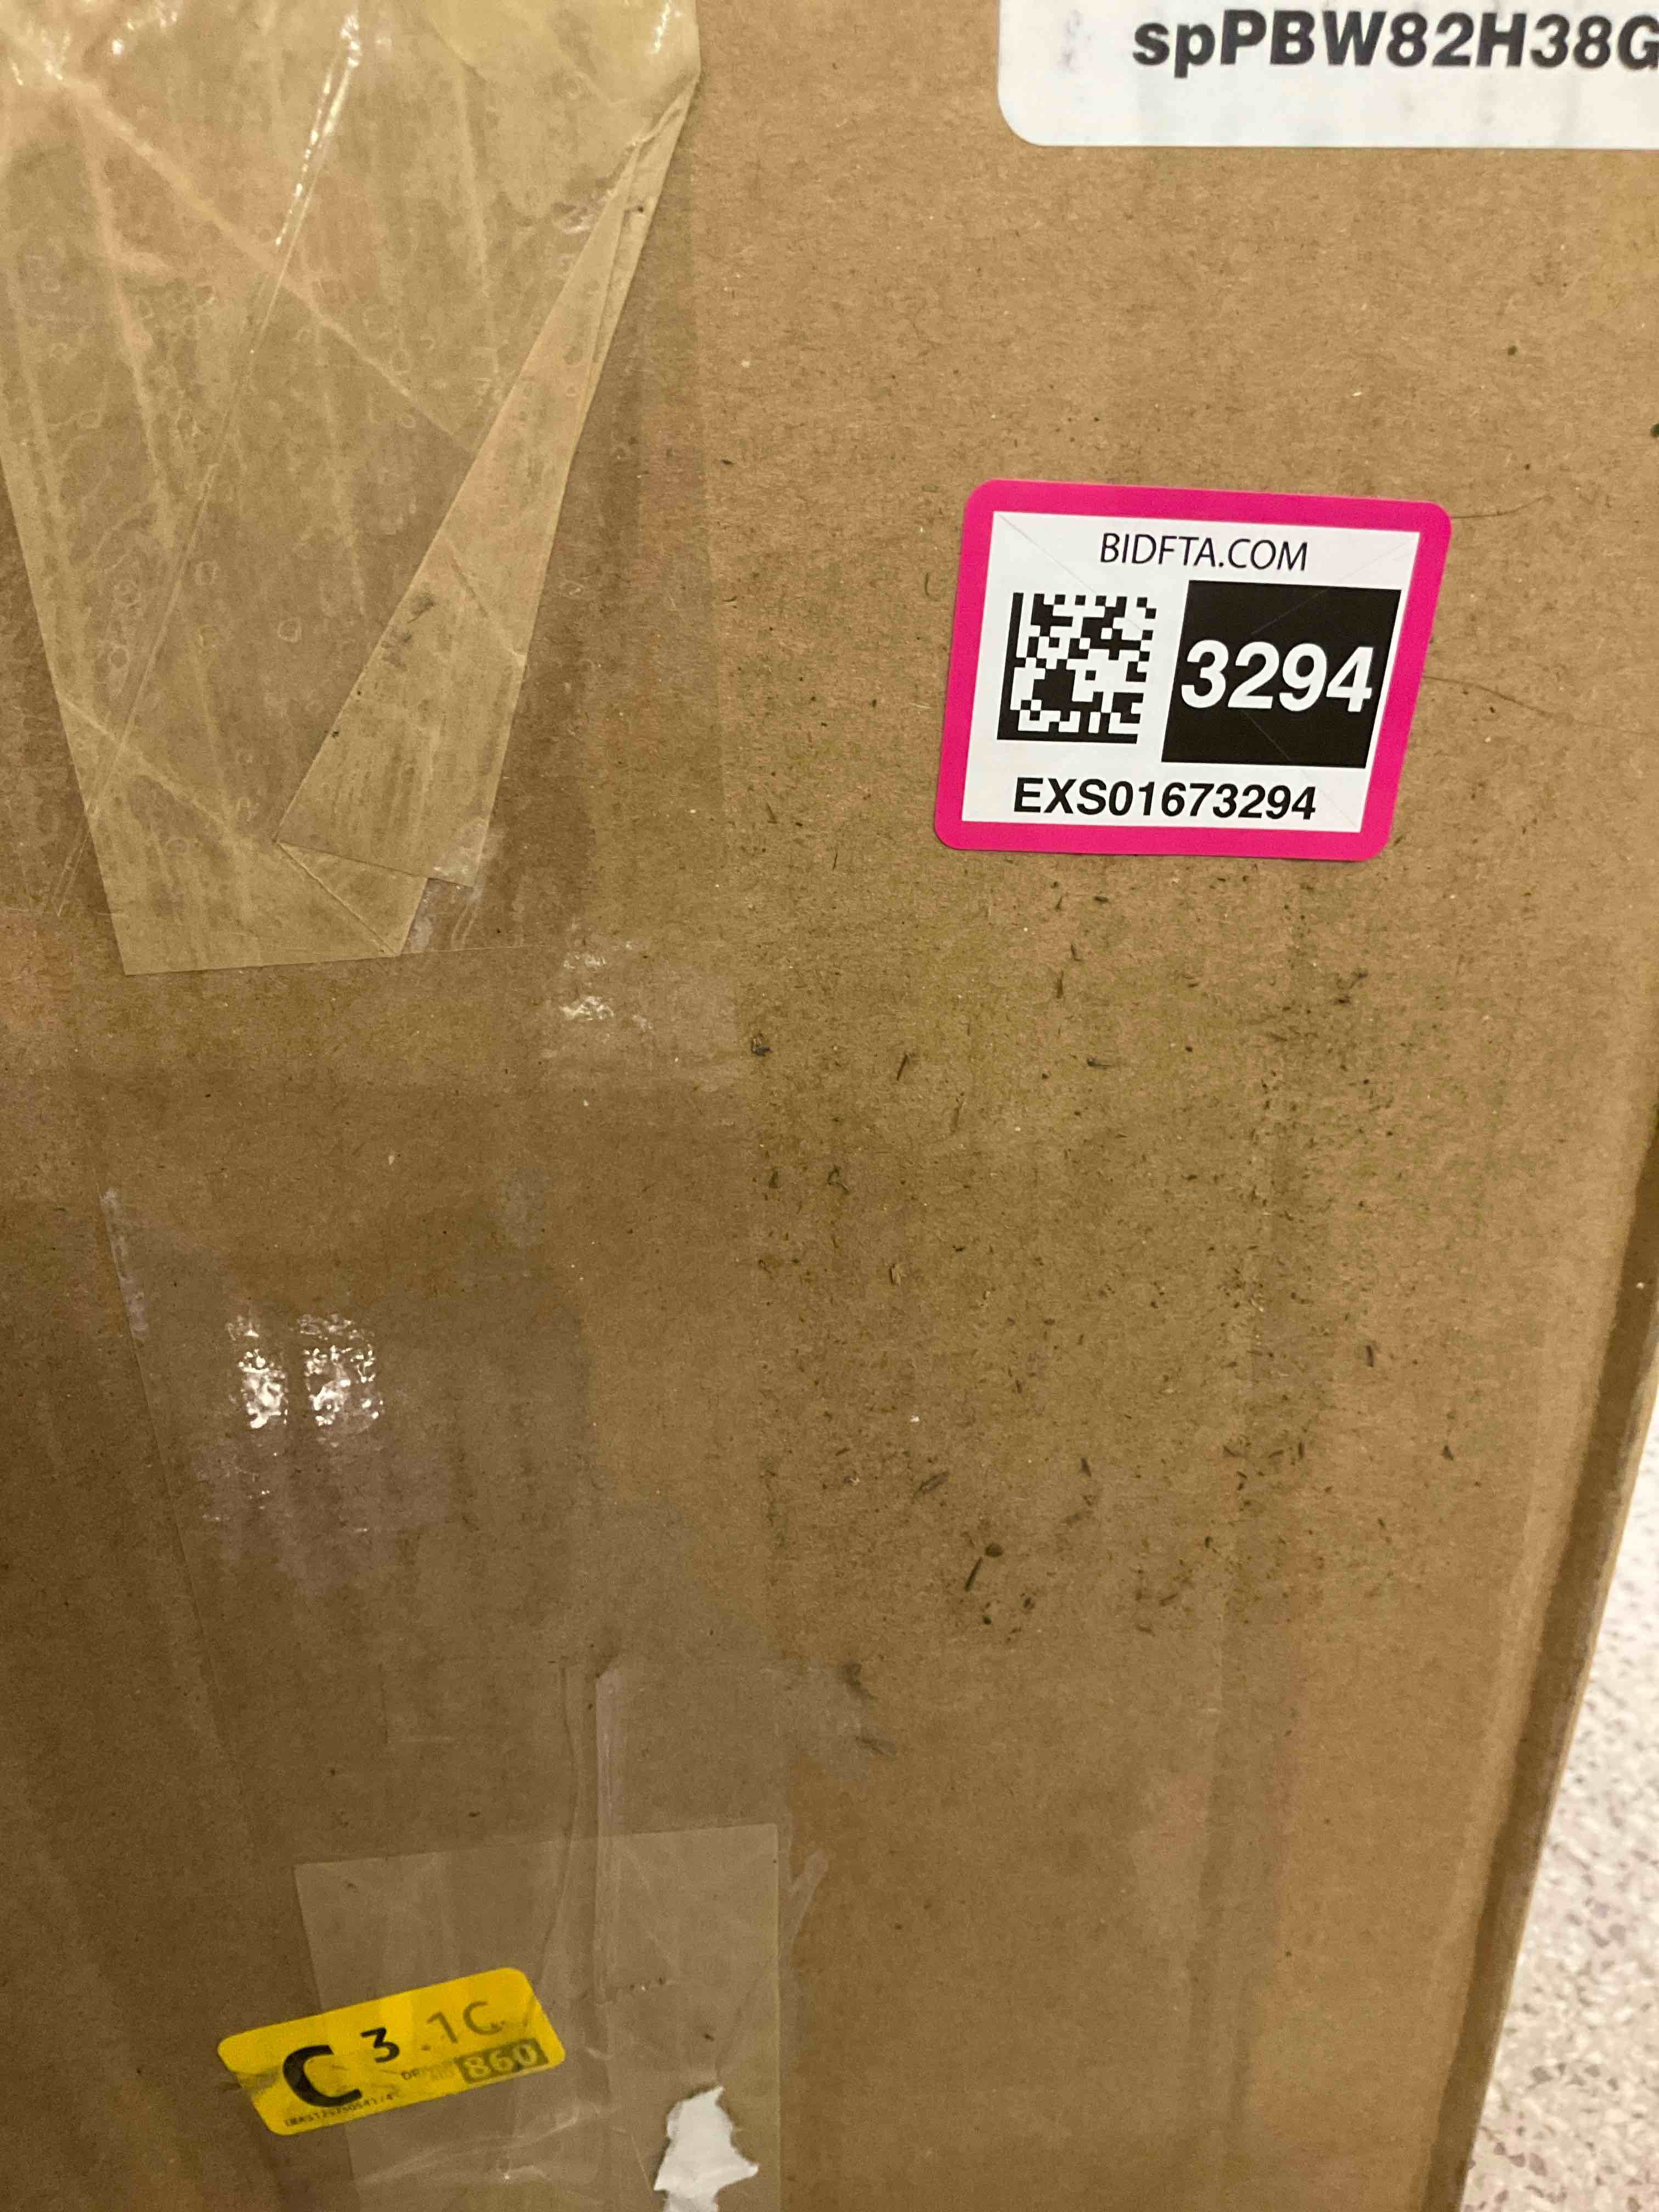 spPBW82H38G
BIDFTA.COM
3294
EXS01673294
C 3.1C
860